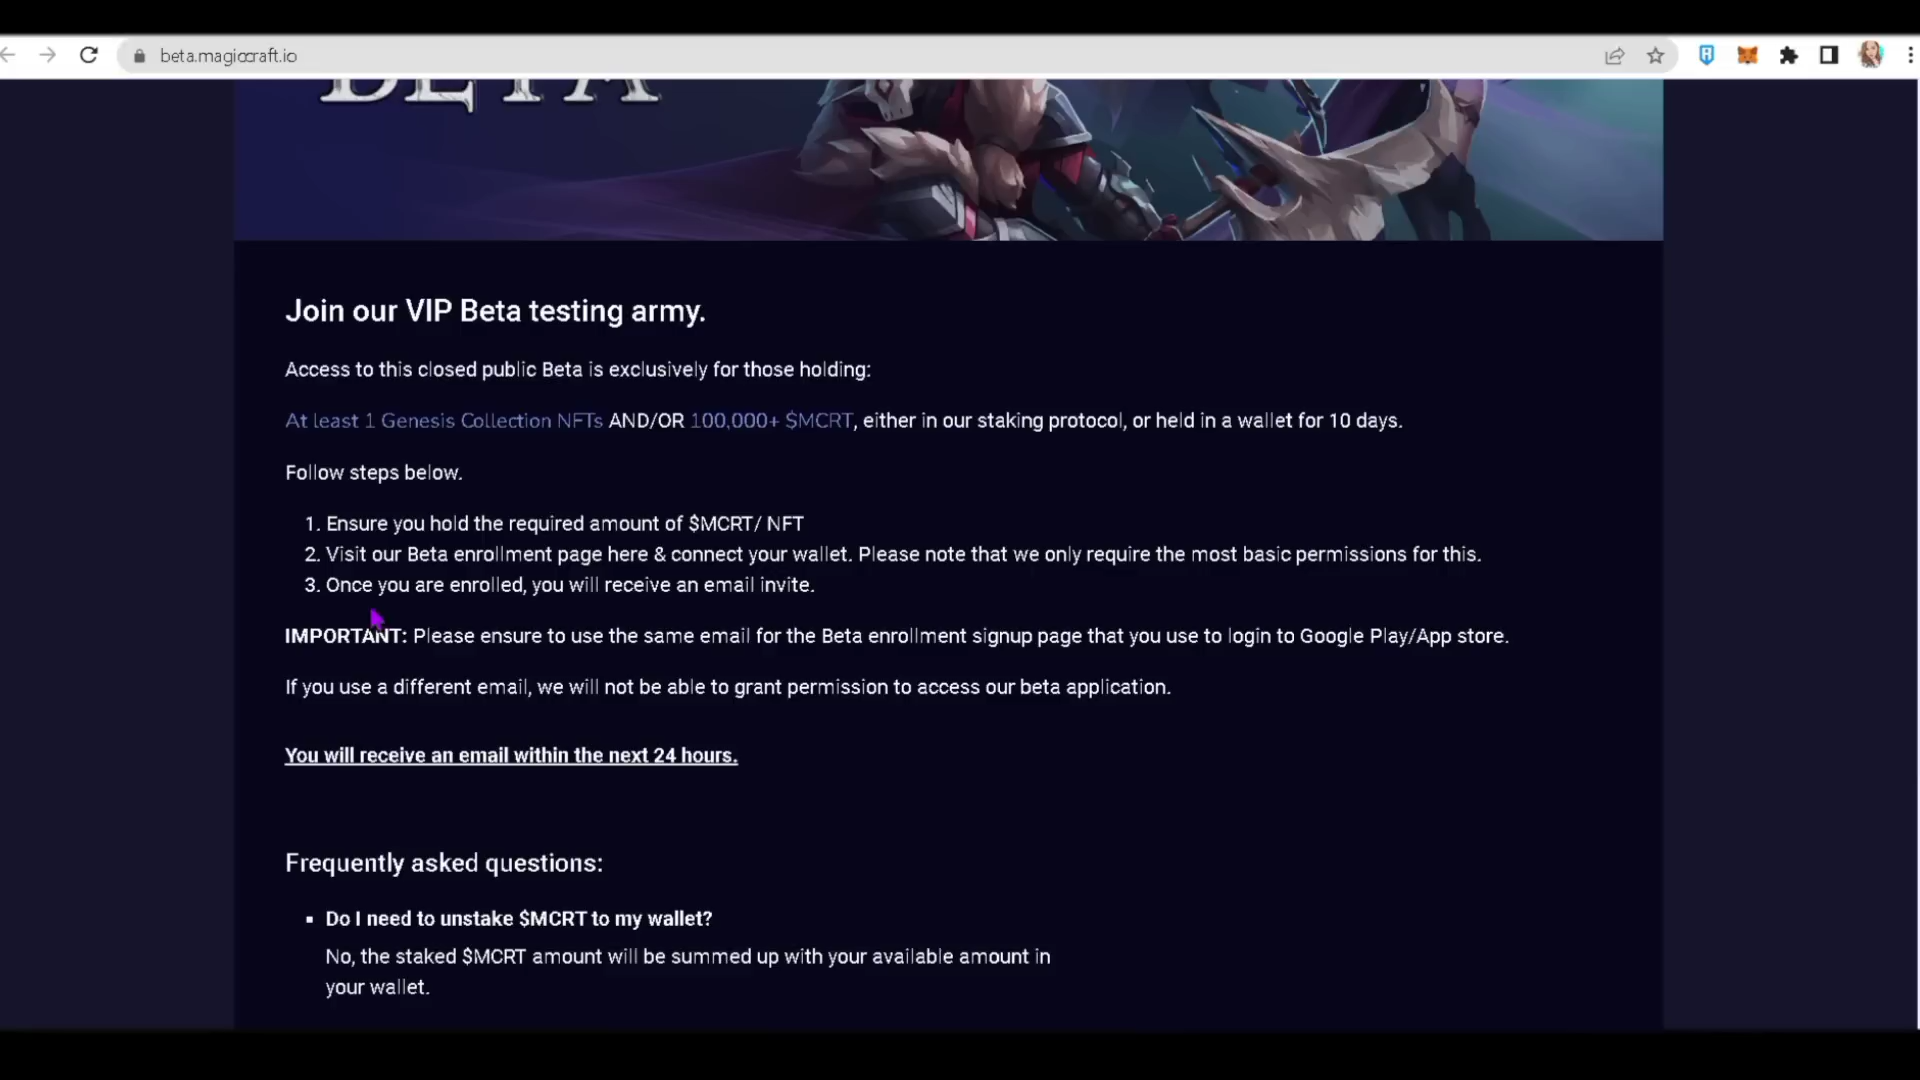 beta.magiccraft.io
BETA
Join our VIP Beta testing army.
Access to this closed public Beta is exclusively for those holding:
At least 1 Genesis Collection NFTs AND/OR 100,000+ $MCRT, either in our staking protocol, or held in a wallet for 10 days.
Follow steps below.
1. Ensure you hold the required amount of $MCRT/ NFT
2. Visit our Beta enrollment page here & connect your wallet. Please note that we only require the most basic permissions for this.
3. Once you are enrolled, you will receive an email invite.
IMPORTANT: Please ensure to use the same email for the Beta enrollment signup page that you use to login to Google Play/App store.
If you use a different email, we will not be able to grant permission to access our beta application.
You will receive an email within the next 24 hours.
Frequently asked questions:
▪ Do I need to unstake $MCRT to my wallet?
No, the staked $MCRT amount will be summed up with your available amount in
your wallet.